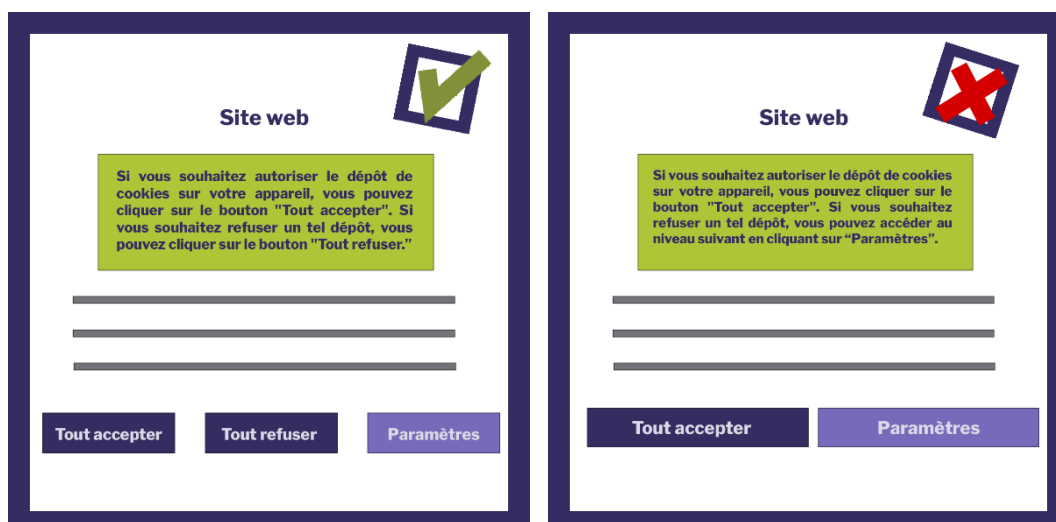 Site web
Si vous souhaitez autoriser le dépôt de
cookies sur votre appareil, vous pouvez
cliquer sur le bouton "Tout accepter". Si
vous souhaitez refuser un tel dépôt, vous
pouvez cliquer sur le bouton "Tout refuser.”
Tout accepter
Tout refuser
Paramètres
Site web
Si vous souhaitez autoriser le dépôt de cookies
sur votre appareil, vous pouvez cliquer sur le
bouton "Tout accepter". Si vous souhaitez
refuser un tel dépôt, vous pouvez accéder au
niveau suivant en cliquant sur “Paramètres”.
Tout accepter
Paramètres